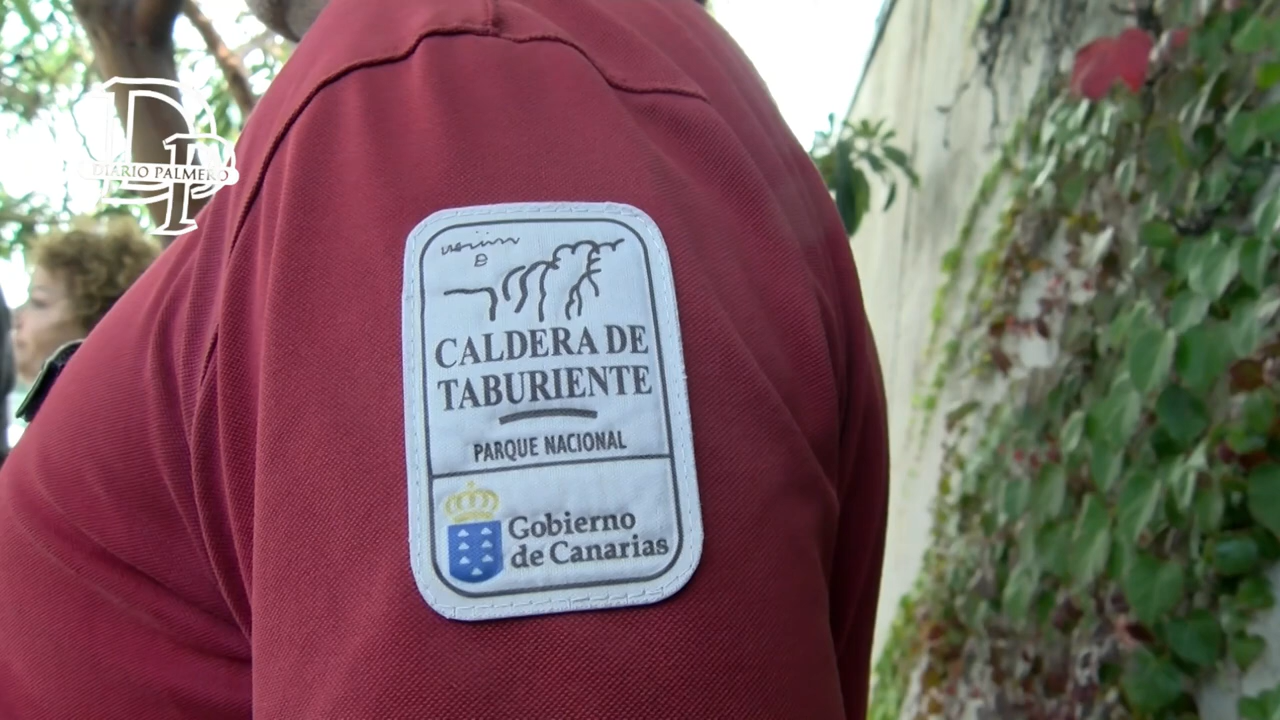 DIARIO PALMERO
CALDERA DE
TABURIENTE
PARQUE NACIONAL
Gobierno
de Canarias